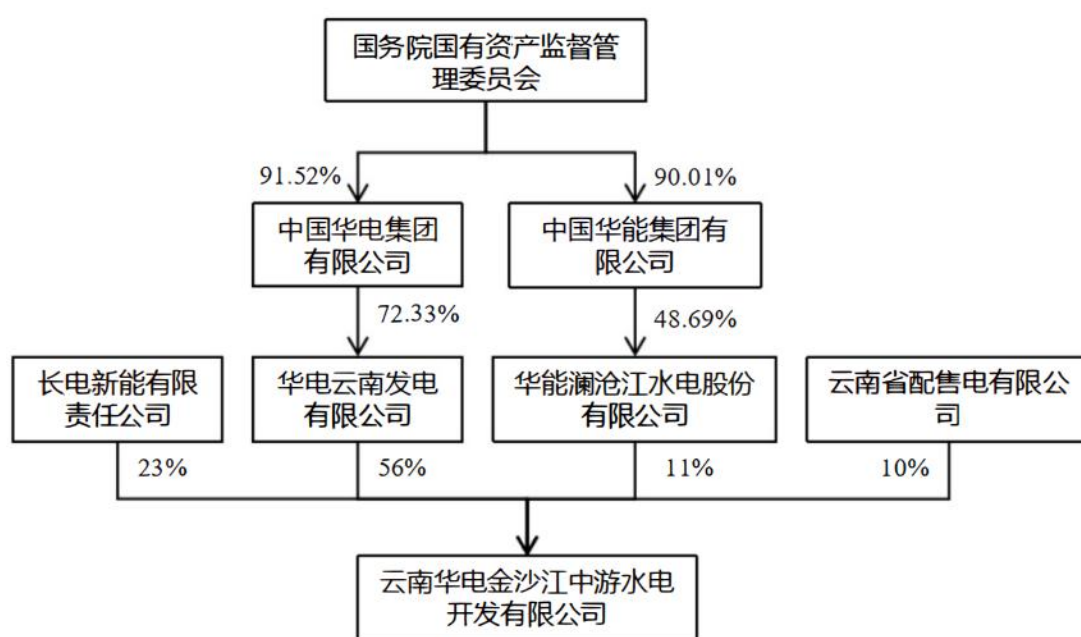 国务院国有资产监督管
理委员会
91.52%
90.01%
中国华电集团
有限公司
中国华能集团有
限公司
72.33%
48.69%
长电新能有限
责任公司
华电云南发电
有限公司
华能澜沧江水电股份
有限公司
云南省配售电有限公
司
23%
56%
11%
10%
云南华电金沙江中游水电
开发有限公司